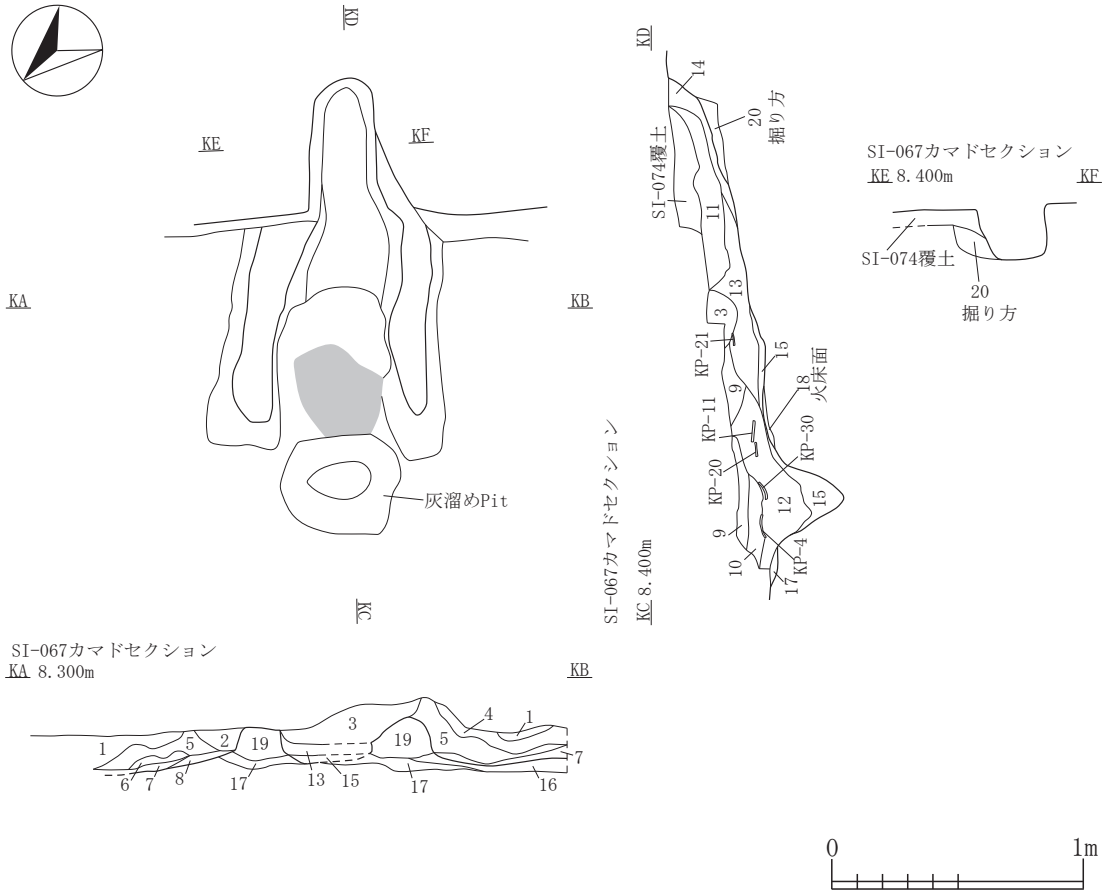 KD
KE
KF
KA
KB
灰溜めPit
KC
KD
14
20
掘り方
SI-074覆土
11
13
3
KP-21
15
18
火床面
9
KP-11
KP-30
KP-20
12
15
9
10
KP-4
17
SI-067カマドセクション
KC 8.400m
SI-067カマドセクション
KE 8.400m
KF
SI-074覆土
20
掘り方
SI-067カマドセクション
KA 8.300m
KB
1
5
2
19
3
19
5
4
1
6
7
8
17
13
15
17
16
7
0
1m